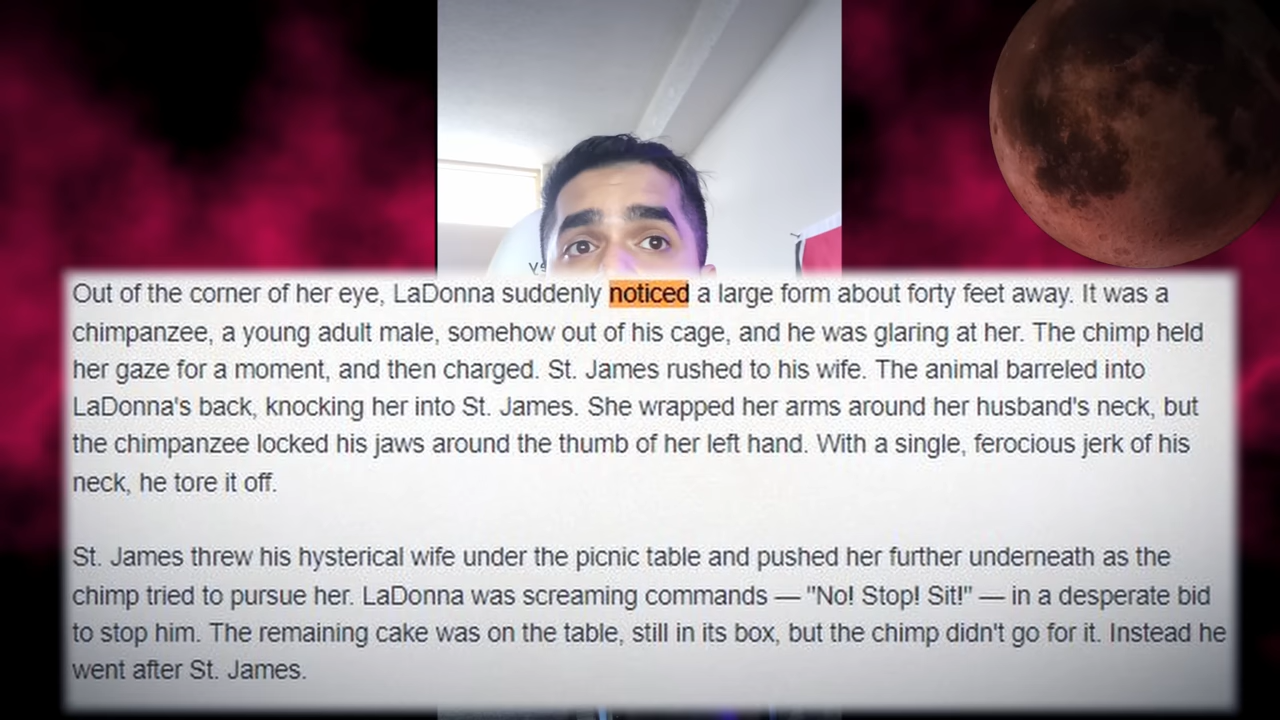 Out of the corner of her eye, LaDonna suddenly noticed a large form about forty feet away. It was a
chimpanzee, a young adult male, somehow out of his cage, and he was glaring at her. The chimp held
her gaze for a moment, and then charged. St. James rushed to his wife. The animal barreled into
LaDonna's back, knocking her into St. James. She wrapped her arms around her husband's neck, but
the chimpanzee locked his jaws around the thumb of her left hand. With a single, ferocious jerk of his
neck, he tore it off.
St. James threw his hysterical wife under the picnic table and pushed her further underneath as the
chimp tried to pursue her. LaDonna was screaming commands — "No! Stop! Sit!" — in a desperate bid
to stop him. The remaining cake was on the table, still in its box, but the chimp didn't go for it. Instead he
went after St. James.